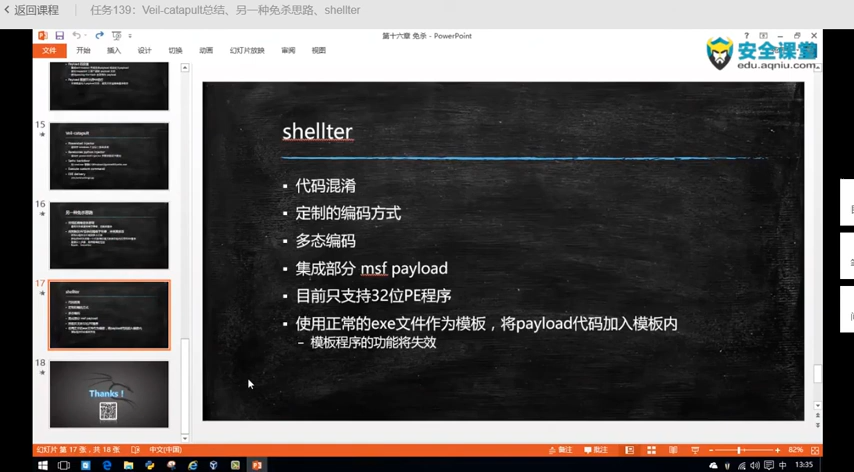 返回课程
任务139：Veil-catapult总结、另一种免杀思路、shellter
第十六章 免杀 - PowerPoint
文件 开始 插入 设计 切换 动画 幻灯片放映 审阅 视图
安全课堂
edu.aqniu.com
15
Veil-catapult
16
另一种免杀思路
17
shellter
18
Thanks !
shellter
▪ 代码混淆
▪ 定制的编码方式
▪ 多态编码
▪ 集成部分 msf payload
▪ 目前只支持32位PE程序
▪ 使用正常的exe文件作为模板，将payload代码加入模板内
– 模板程序的功能将失效
幻灯片 第 17 张，共 18 张 中文(中国) 备注 批注 82%
中 13:35